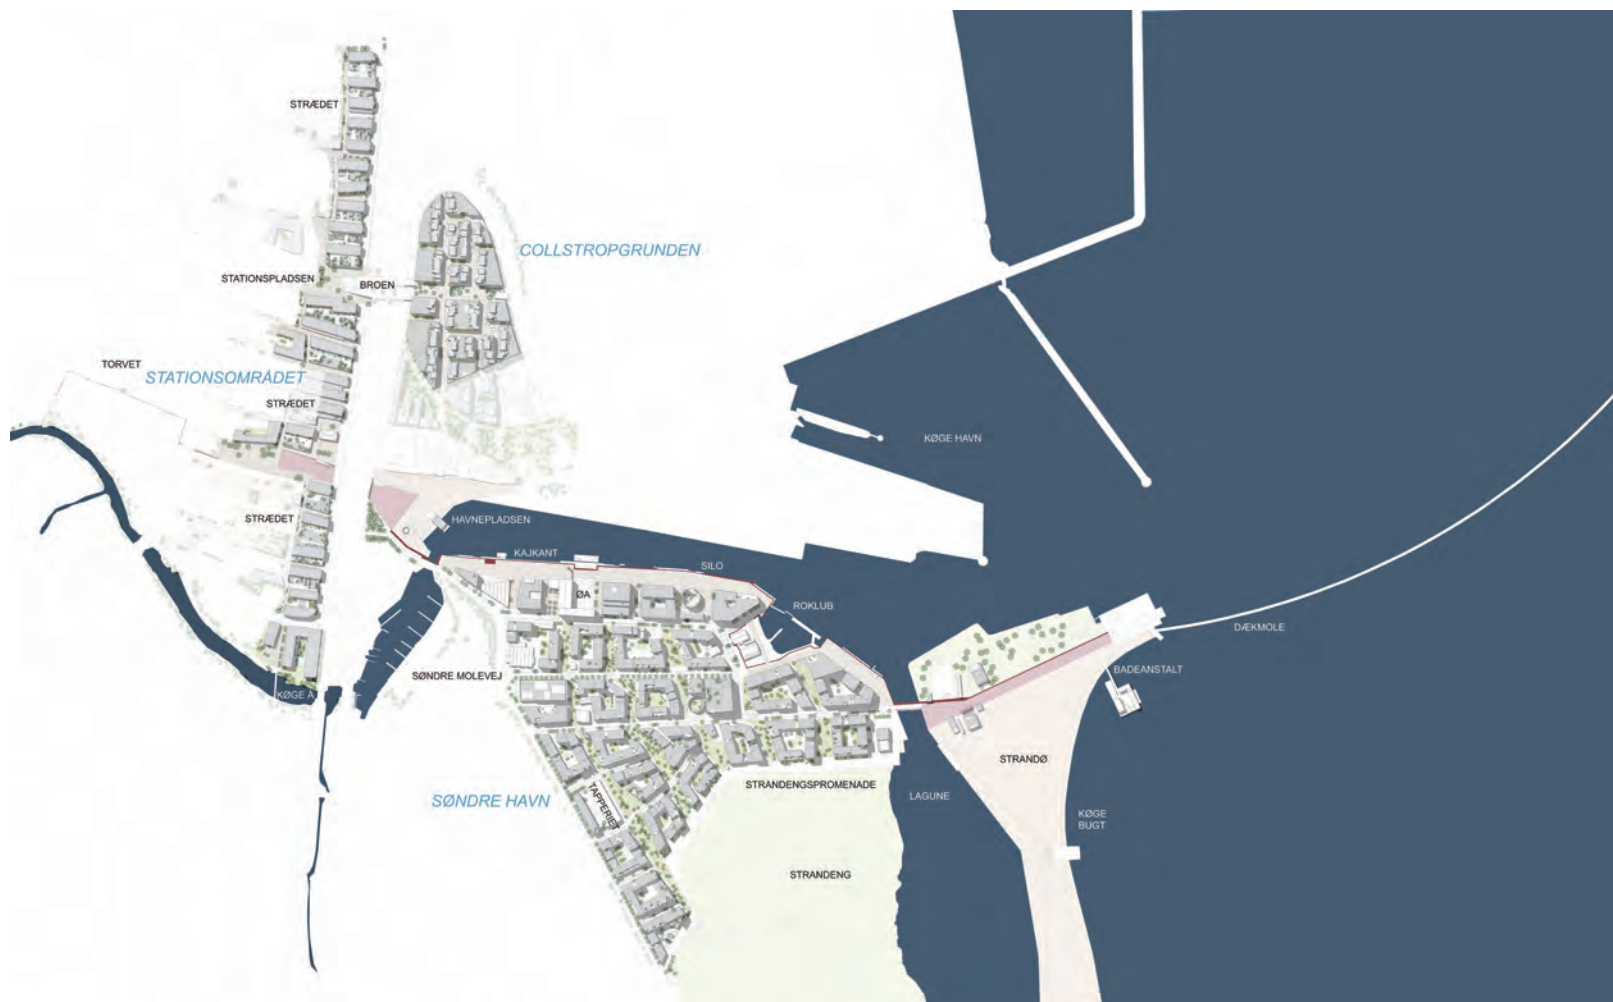 STRÆDET
COLLSTROPGRUNDEN
STATIONSPLADSEN
BROEN
TORVET
STATIONSOMRÅDET
STRÆDET
KØGE HAVN
STRÆDET
HAVNEPLADSEN
KAJKANT
SILO
ØA
ROKLUB
DÆKMOLE
SØNDRE MOLEVEJ
BADEANSTALT
KØGE Å
STRANDØ
STRANDENGSPROMENADE
LAGUNE
SØNDRE HAVN
TAPPERIET
KØGE
BUGT
STRANDENG